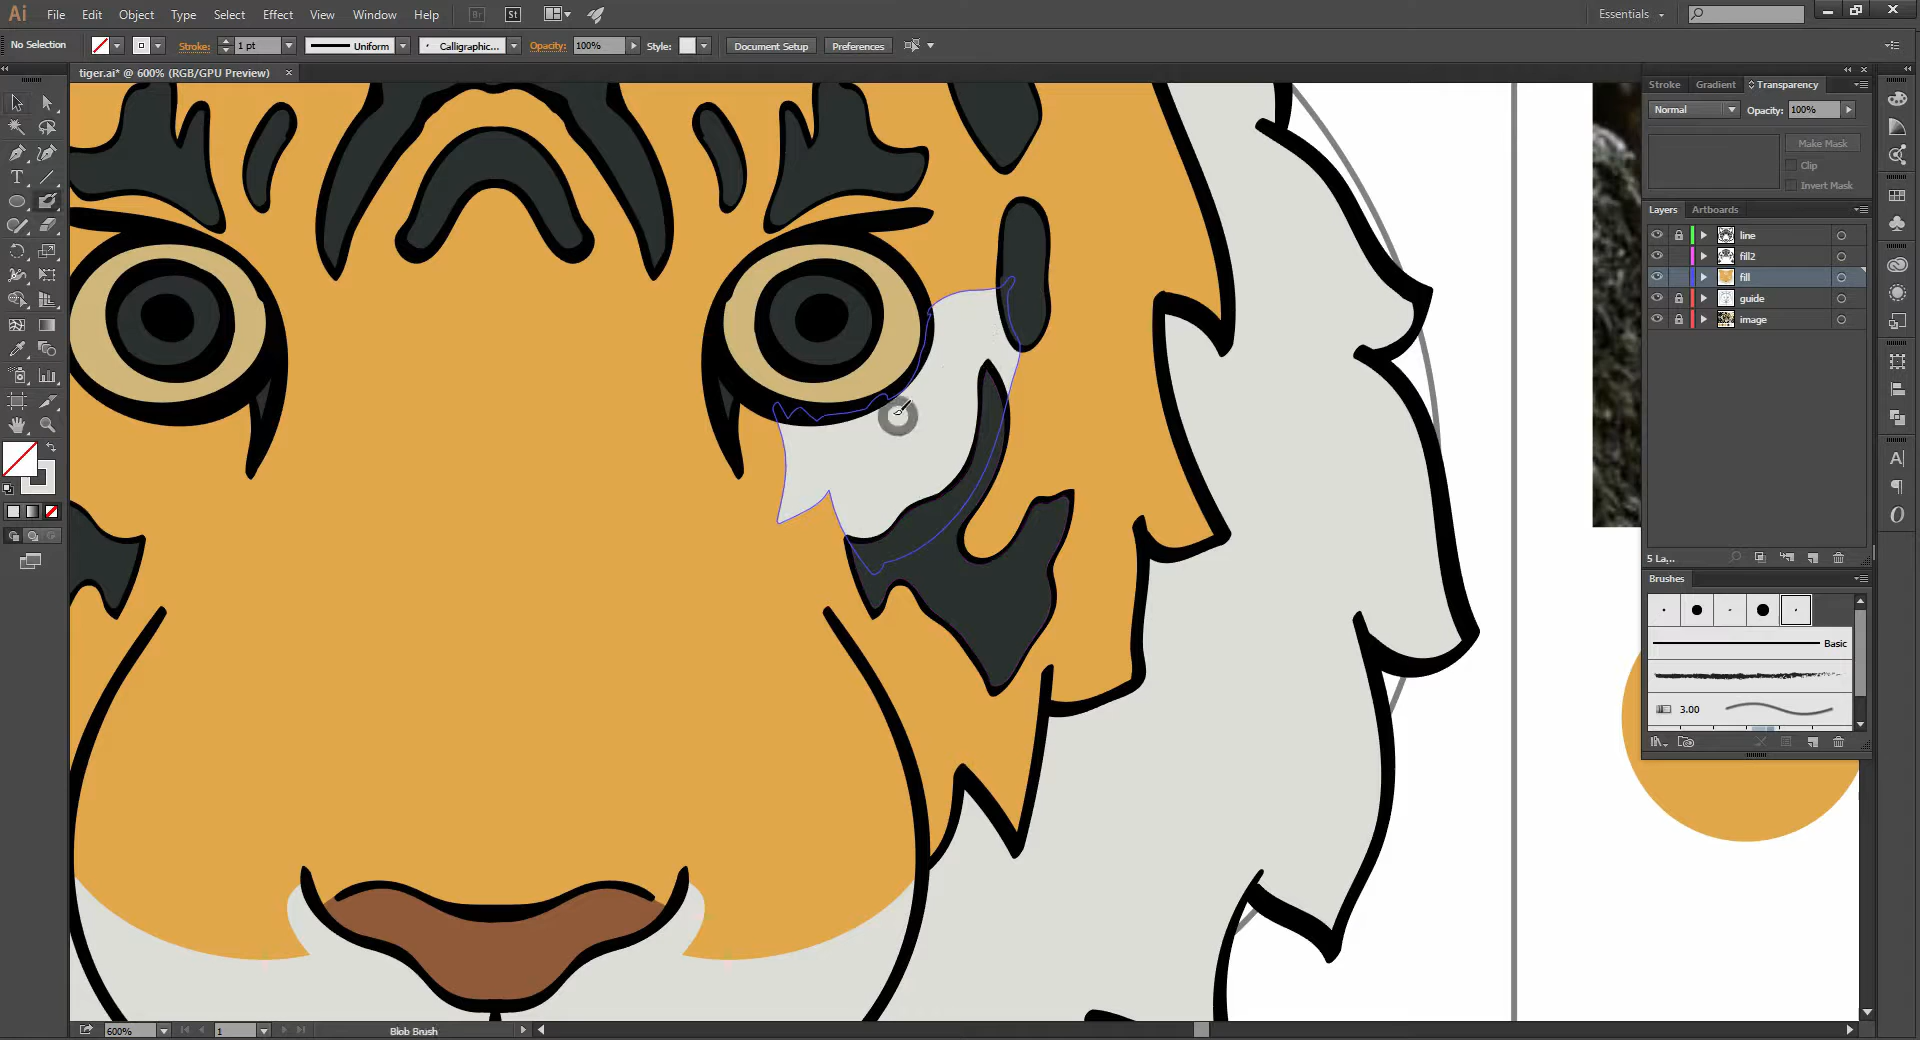 Ai File Edit Object Type Select Effect View Window Help Br St Essentials
No Selection Stroke: 1 pt Uniform Calligraphic... Opacity: 100% Style: Document Setup Preferences
tiger.ai* @ 600% (RGB/GPU Preview) ×
Stroke Gradient Transparency
Normal Opacity: 100%
Make Mask
Clip
Invert Mask
Layers Artboards
line
fill2
fill
guide
image
5 La...
Brushes
Basic
3.00
600% 1 Blob Brush